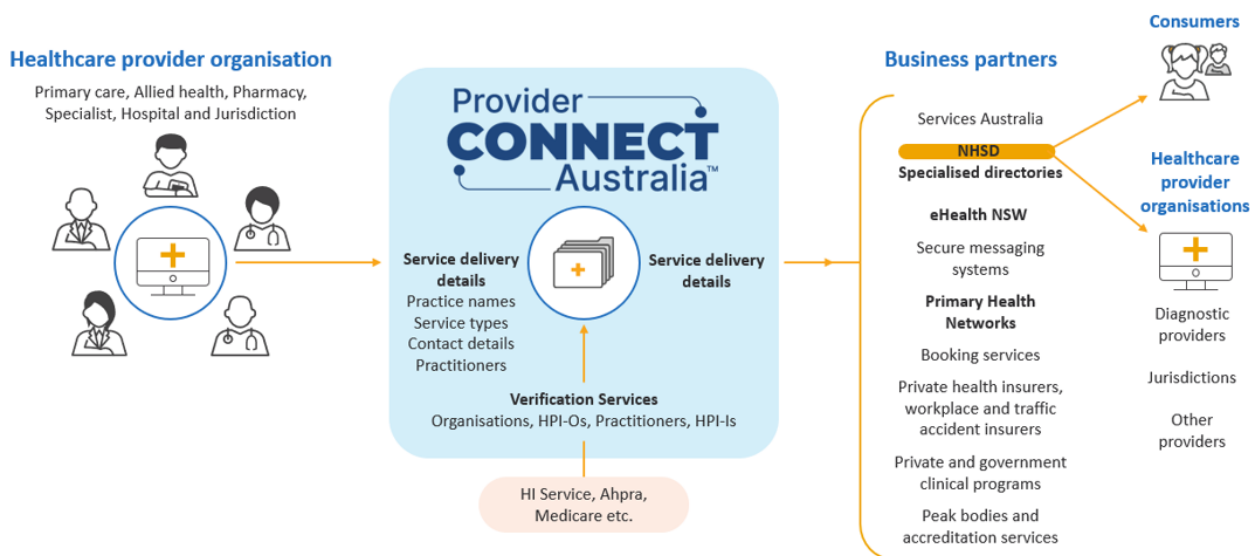 Healthcare provider organisation
Primary care, Allied health, Pharmacy,
Specialist, Hospital and Jurisdiction
Provider
CONNECT
Australia™
Service delivery
details
Practice names
Service types
Contact details
Practitioners
Service delivery
details
Verification Services
Organisations, HPI-Os, Practitioners, HPI-Is
HI Service, Ahpra,
Medicare etc.
Business partners
Services Australia
NHSD
Specialised directories
eHealth NSW
Secure messaging
systems
Primary Health
Networks
Booking services
Private health insurers,
workplace and traffic
accident insurers
Private and government
clinical programs
Peak bodies and
accreditation services
Consumers
Healthcare
provider
organisations
Diagnostic
providers
Jurisdictions
Other
providers